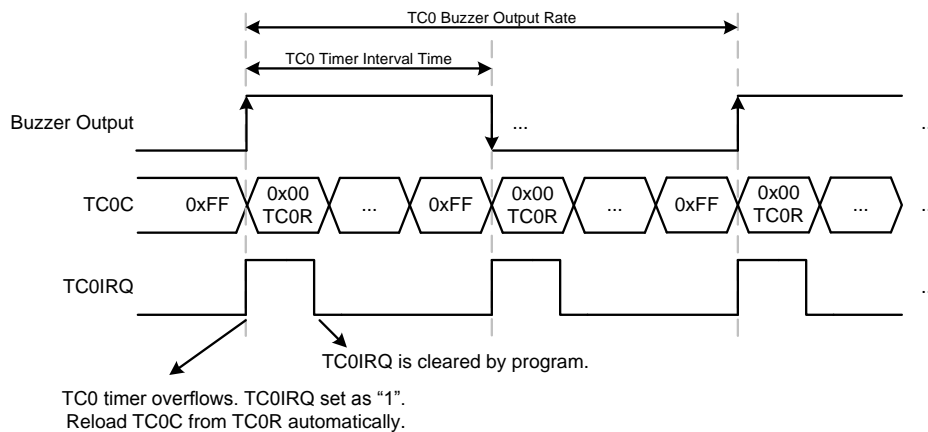 TC0 Buzzer Output Rate
TC0 Timer Interval Time
Buzzer Output ... ..
TC0C 0xFF 0x00 TC0R ... 0xFF 0x00 TC0R ... 0xFF 0x00 TC0R ... ..
TC0IRQ ..
TC0IRQ is cleared by program.
TC0 timer overflows. TC0IRQ set as “1”.
Reload TC0C from TC0R automatically.